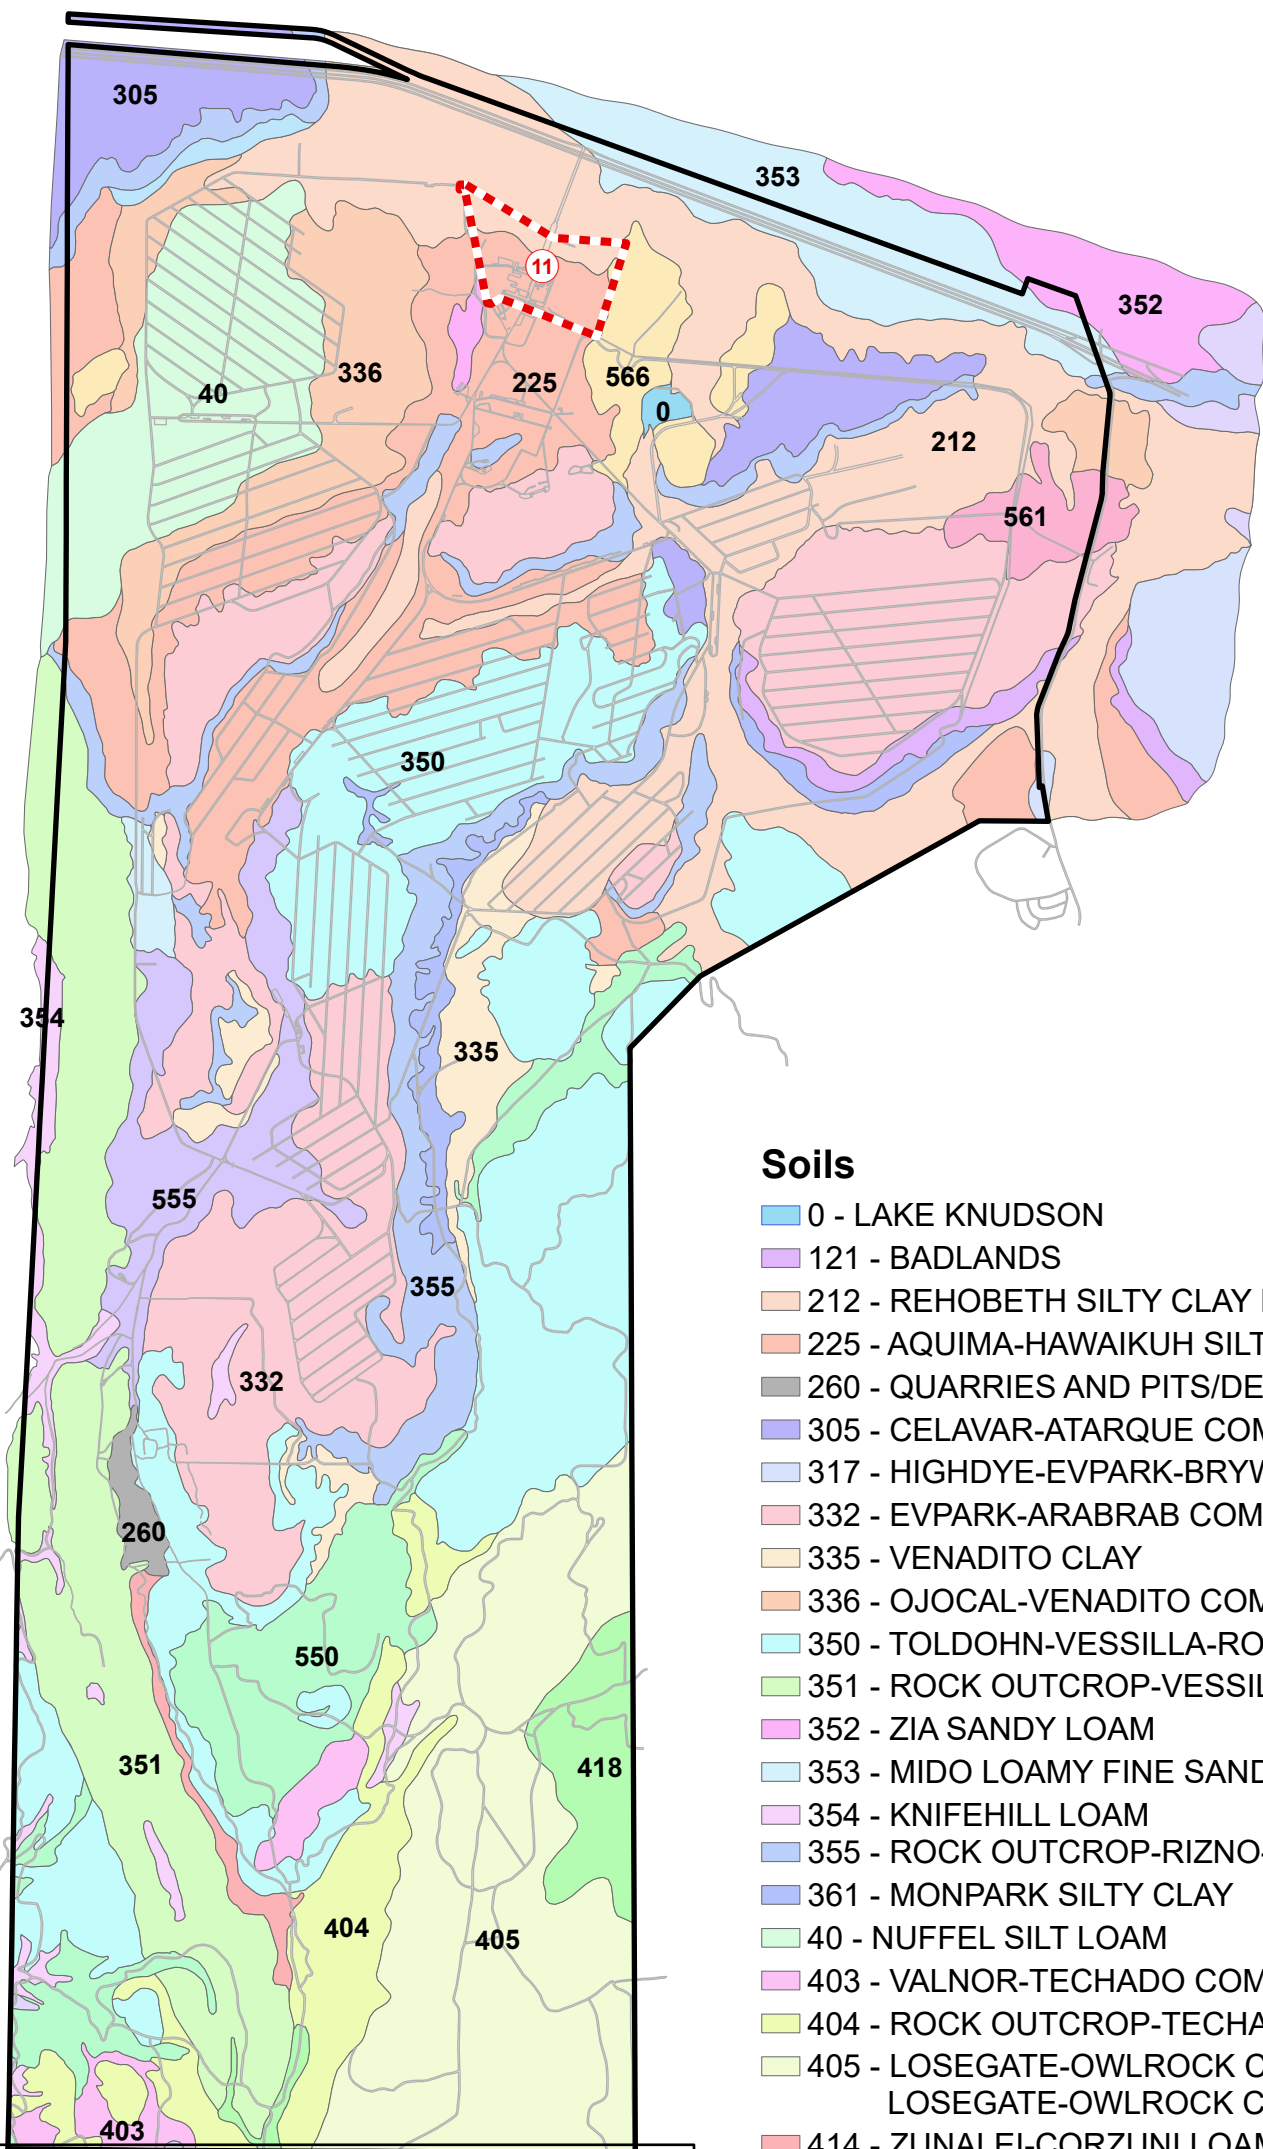 305
353
11
352
336
225
566
40
0
212
561
350
354
335
555
355
332
260
550
351
418
404
405
403
Soils
0 - LAKE KNUDSON
121 - BADLANDS
212 - REHOBETH SILTY CLAY
225 - AQUIMA-HAWAIKUH SILT
260 - QUARRIES AND PITS/DE
305 - CELAVAR-ATARQUE COM
317 - HIGHDYE-EVPARK-BRYW
332 - EVPARK-ARABRAB COM
335 - VENADITO CLAY
336 - OJOCAL-VENADITO COM
350 - TOLDOHN-VESSILLA-RO
351 - ROCK OUTCROP-VESSIL
352 - ZIA SANDY LOAM
353 - MIDO LOAMY FINE SAND
354 - KNIFEHILL LOAM
355 - ROCK OUTCROP-RIZNO-
361 - MONPARK SILTY CLAY
40 - NUFFEL SILT LOAM
403 - VALNOR-TECHADO COM
404 - ROCK OUTCROP-TECHA
405 - LOSEGATE-OWLROCK C
LOSEGATE-OWLROCK C
414 - ZUNALEI-CORZUNI LOAM